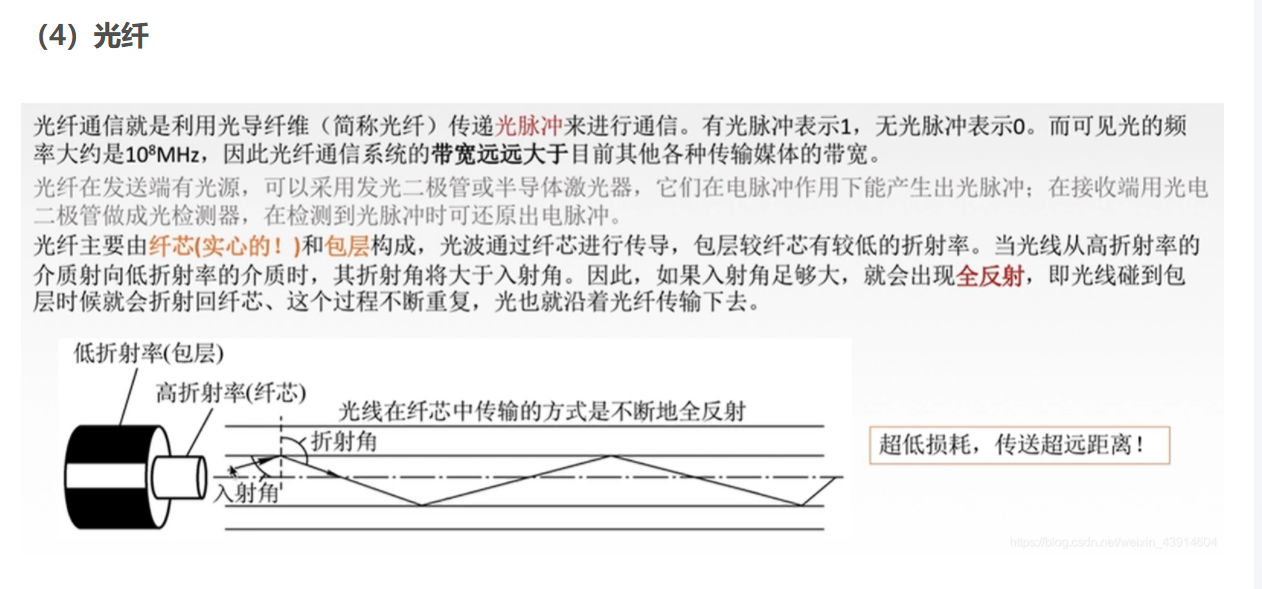 （4）光纤
光纤通信就是利用光导纤维（简称光纤）传递光脉冲来进行通信。有光脉冲表示1，无光脉冲表示0。而可见光的频
率大约是10⁸MHz，因此光纤通信系统的带宽远远大于目前其他各种传输媒体的带宽。
光纤在发送端有光源，可以采用发光二极管或半导体激光器，它们在电脉冲作用下能产生出光脉冲；在接收端用光电
二极管做成光检测器，在检测到光脉冲时可还原出电脉冲。
光纤主要由纤芯(实心的！)和包层构成，光波通过纤芯进行传导，包层较纤芯有较低的折射率。当光线从高折射率的
介质射向低折射率的介质时，其折射角将大于入射角。因此，如果入射角足够大，就会出现全反射，即光线碰到包
层时候就会折射回纤芯、这个过程不断重复，光也就沿着光纤传输下去。
低折射率(包层)
高折射率(纤芯)
光线在纤芯中传输的方式是不断地全反射
折射角
入射角
超低损耗，传送超远距离！
https://blog.csdn.net/weixin_43914604